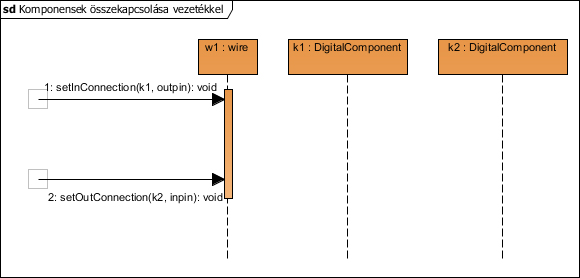 sd Komponensek összekapcsolása vezetékkel
w1 : wire
k1 : DigitalComponent
k2 : DigitalComponent
1: setInConnection(k1, outpin): void
2: setOutConnection(k2, inpin): void